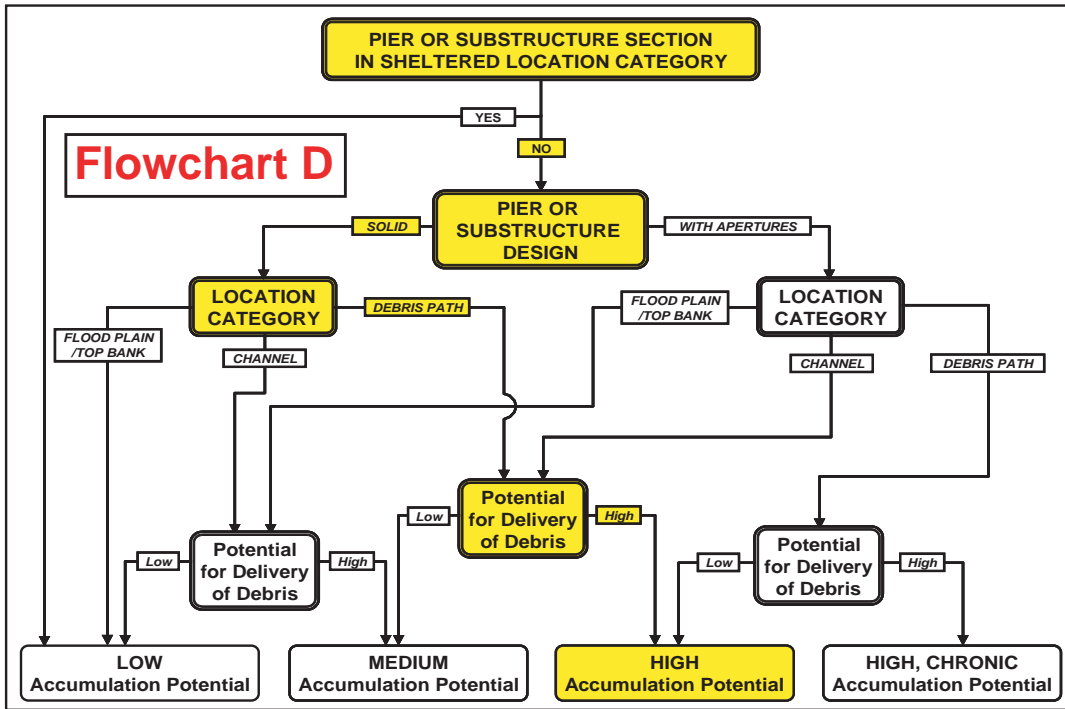 PIER OR SUBSTRUCTURE SECTION
IN SHELTERED LOCATION CATEGORY
YES
Flowchart D
NO
PIER OR
SUBSTRUCTURE
DESIGN
SOLID
WITH APERTURES
LOCATION
CATEGORY
DEBRIS PATH
FLOOD PLAIN
/TOP BANK
LOCATION
CATEGORY
FLOOD PLAIN
/TOP BANK
CHANNEL
CHANNEL
DEBRIS PATH
Potential
for Delivery
of Debris
Low
High
Potential
for Delivery
of Debris
Low
High
Potential
for Delivery
of Debris
Low
High
LOW
Accumulation Potential
MEDIUM
Accumulation Potential
HIGH
Accumulation Potential
HIGH, CHRONIC
Accumulation Potential